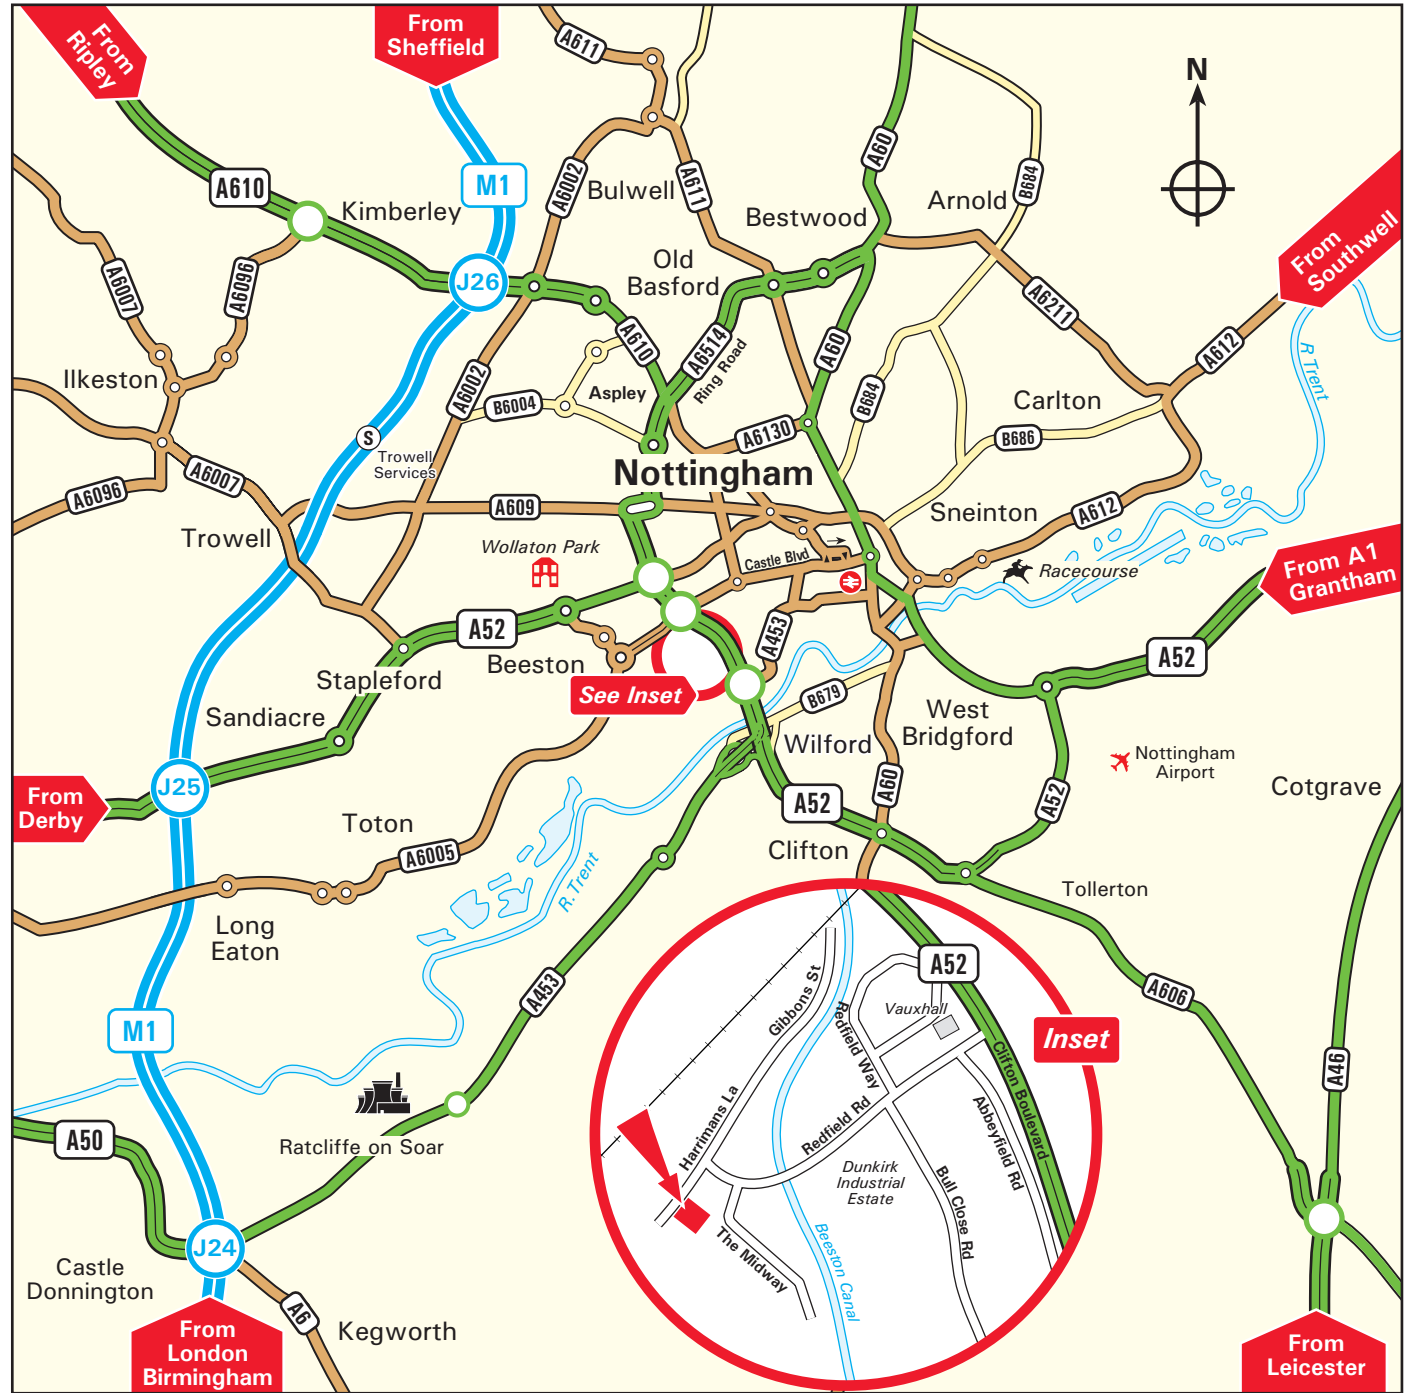 From
Ripley
From
Sheffield
A611
N
A60
M1
A610
A6002
Bulwell
A611
B684
Kimberley
Bestwood
Arnold
From
Southwell
J26
Old
Basford
A6007
A6096
A6211
A610
A6514
Ring Road
A60
A612
R Trent
Ilkeston
A6002
B6004
Aspley
B684
Carlton
A6130
B686
S
Trowell
Services
Nottingham
A6007
A6096
A609
Sneinton
A612
Trowell
Wollaton Park
Castle Blvd
Racecourse
From A1
Grantham
A52
A453
Beeston
A52
Stapleford
See Inset
B679
Sandiacre
West
Bridgford
Wilford
Nottingham
Airport
J25
A60
A52
A52
Cotgrave
From
Derby
Toton
A6005
Clifton
R. Trent
Tollerton
Long
Eaton
A453
A52
A606
Gibbons St
Vauxhall
Redfield Way
Inset
M1
Clifton Boulevard
A46
Harrimans La
Redfield Rd
Abbeyfield Rd
A50
Ratcliffe on Soar
Dunkirk
Industrial
Estate
Bull Close Rd
The Midway
Beeston Canal
J24
Castle
Donnington
A6
Kegworth
From
London
Birmingham
From
Leicester